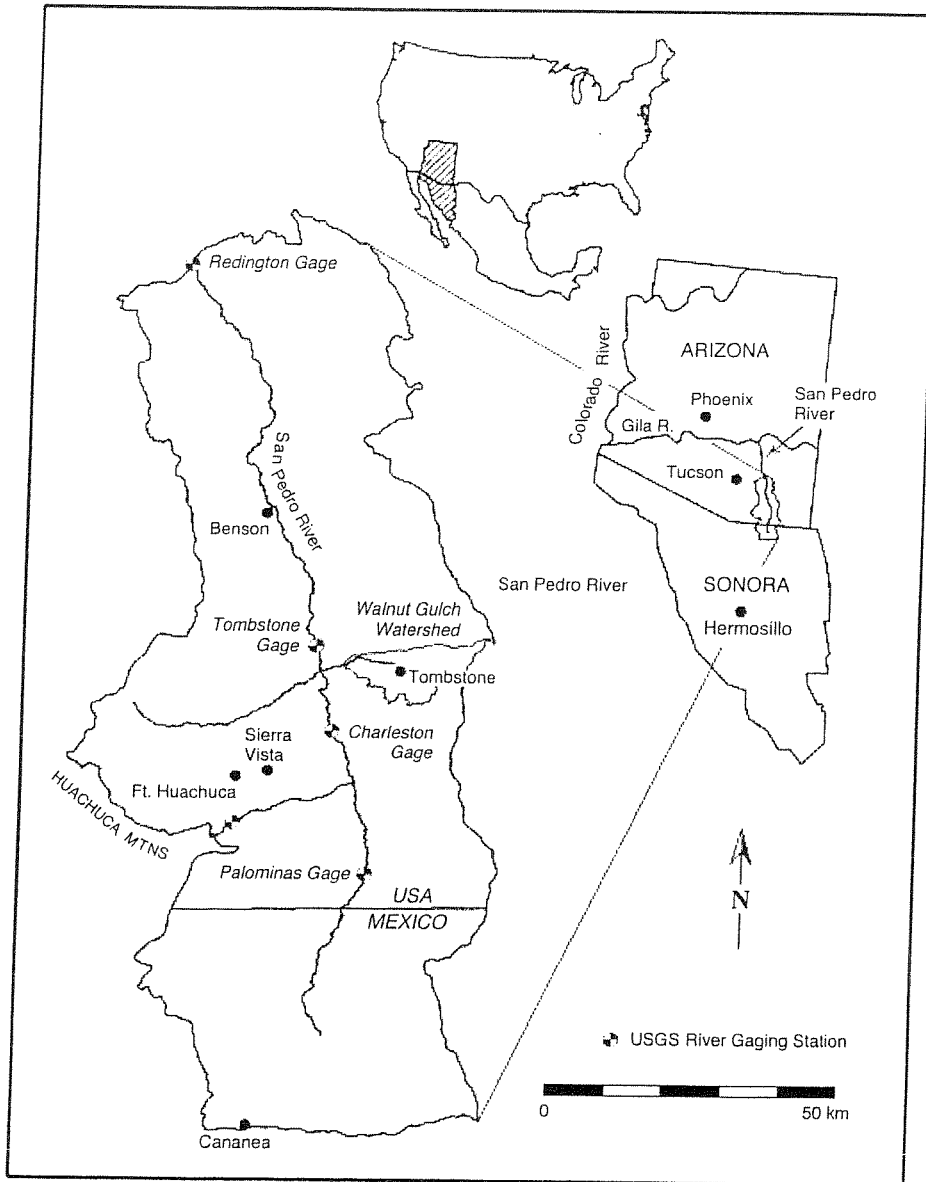 Redington Gage
San Pedro River
Benson
Tombstone
Gage
Walnut Gulch
Watershed
Tombstone
Charleston
Gage
Sierra
Vista
Ft. Huachuca
HUACHUCA MTNS
Palominas Gage
USA
MEXICO
Cananea
San Pedro River
Colorado River
ARIZONA
Phoenix
San Pedro
River
Gila R.
Tucson
SONORA
Hermosillo
N
USGS River Gaging Station
0
50 km